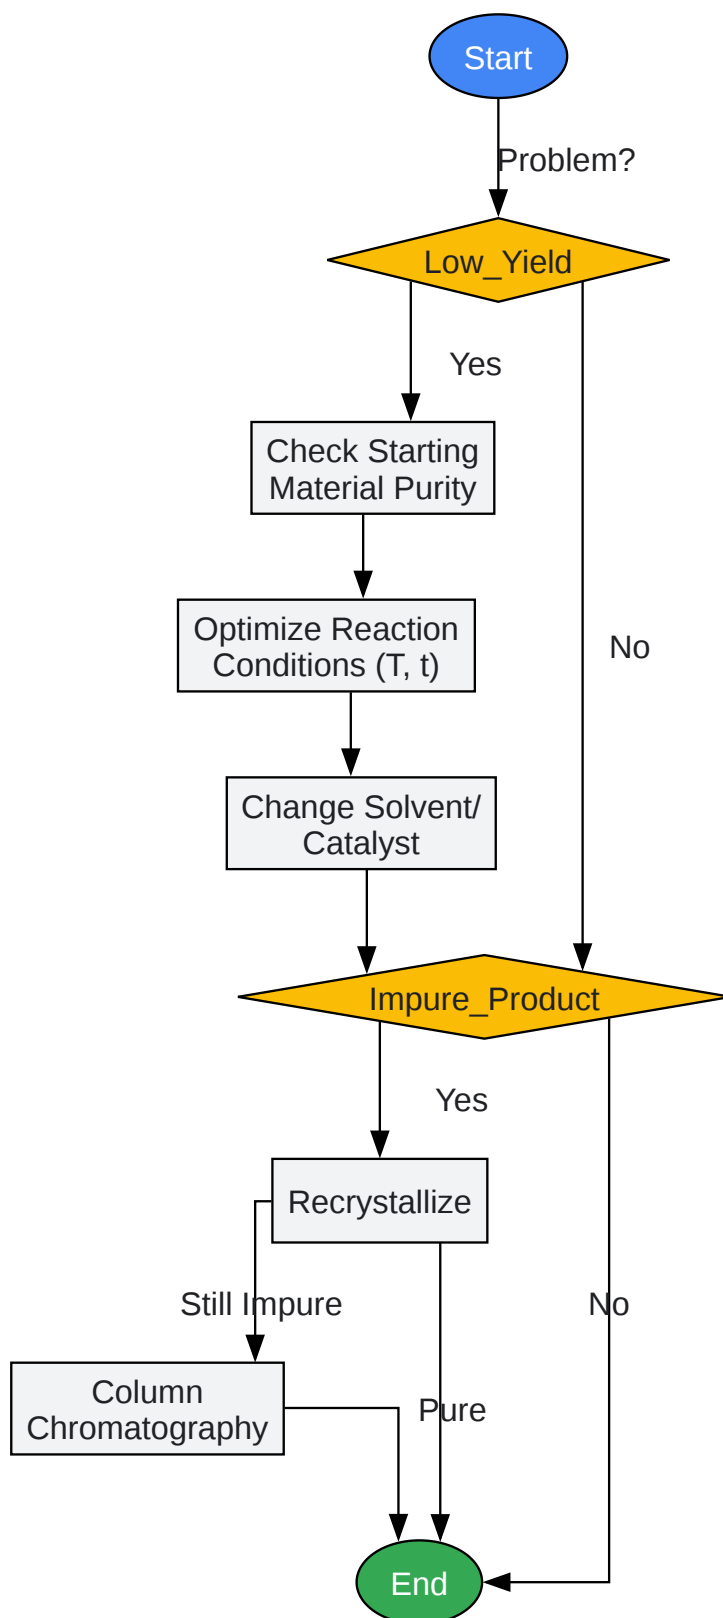 Start
Problem?
Low_Yield
Yes
Check Starting
Material Purity
Optimize Reaction
Conditions (T, t)
No
Change Solvent/
Catalyst
Impure_Product
Yes
Recrystallize
Still Impure
No
Column
Chromatography
Pure
End